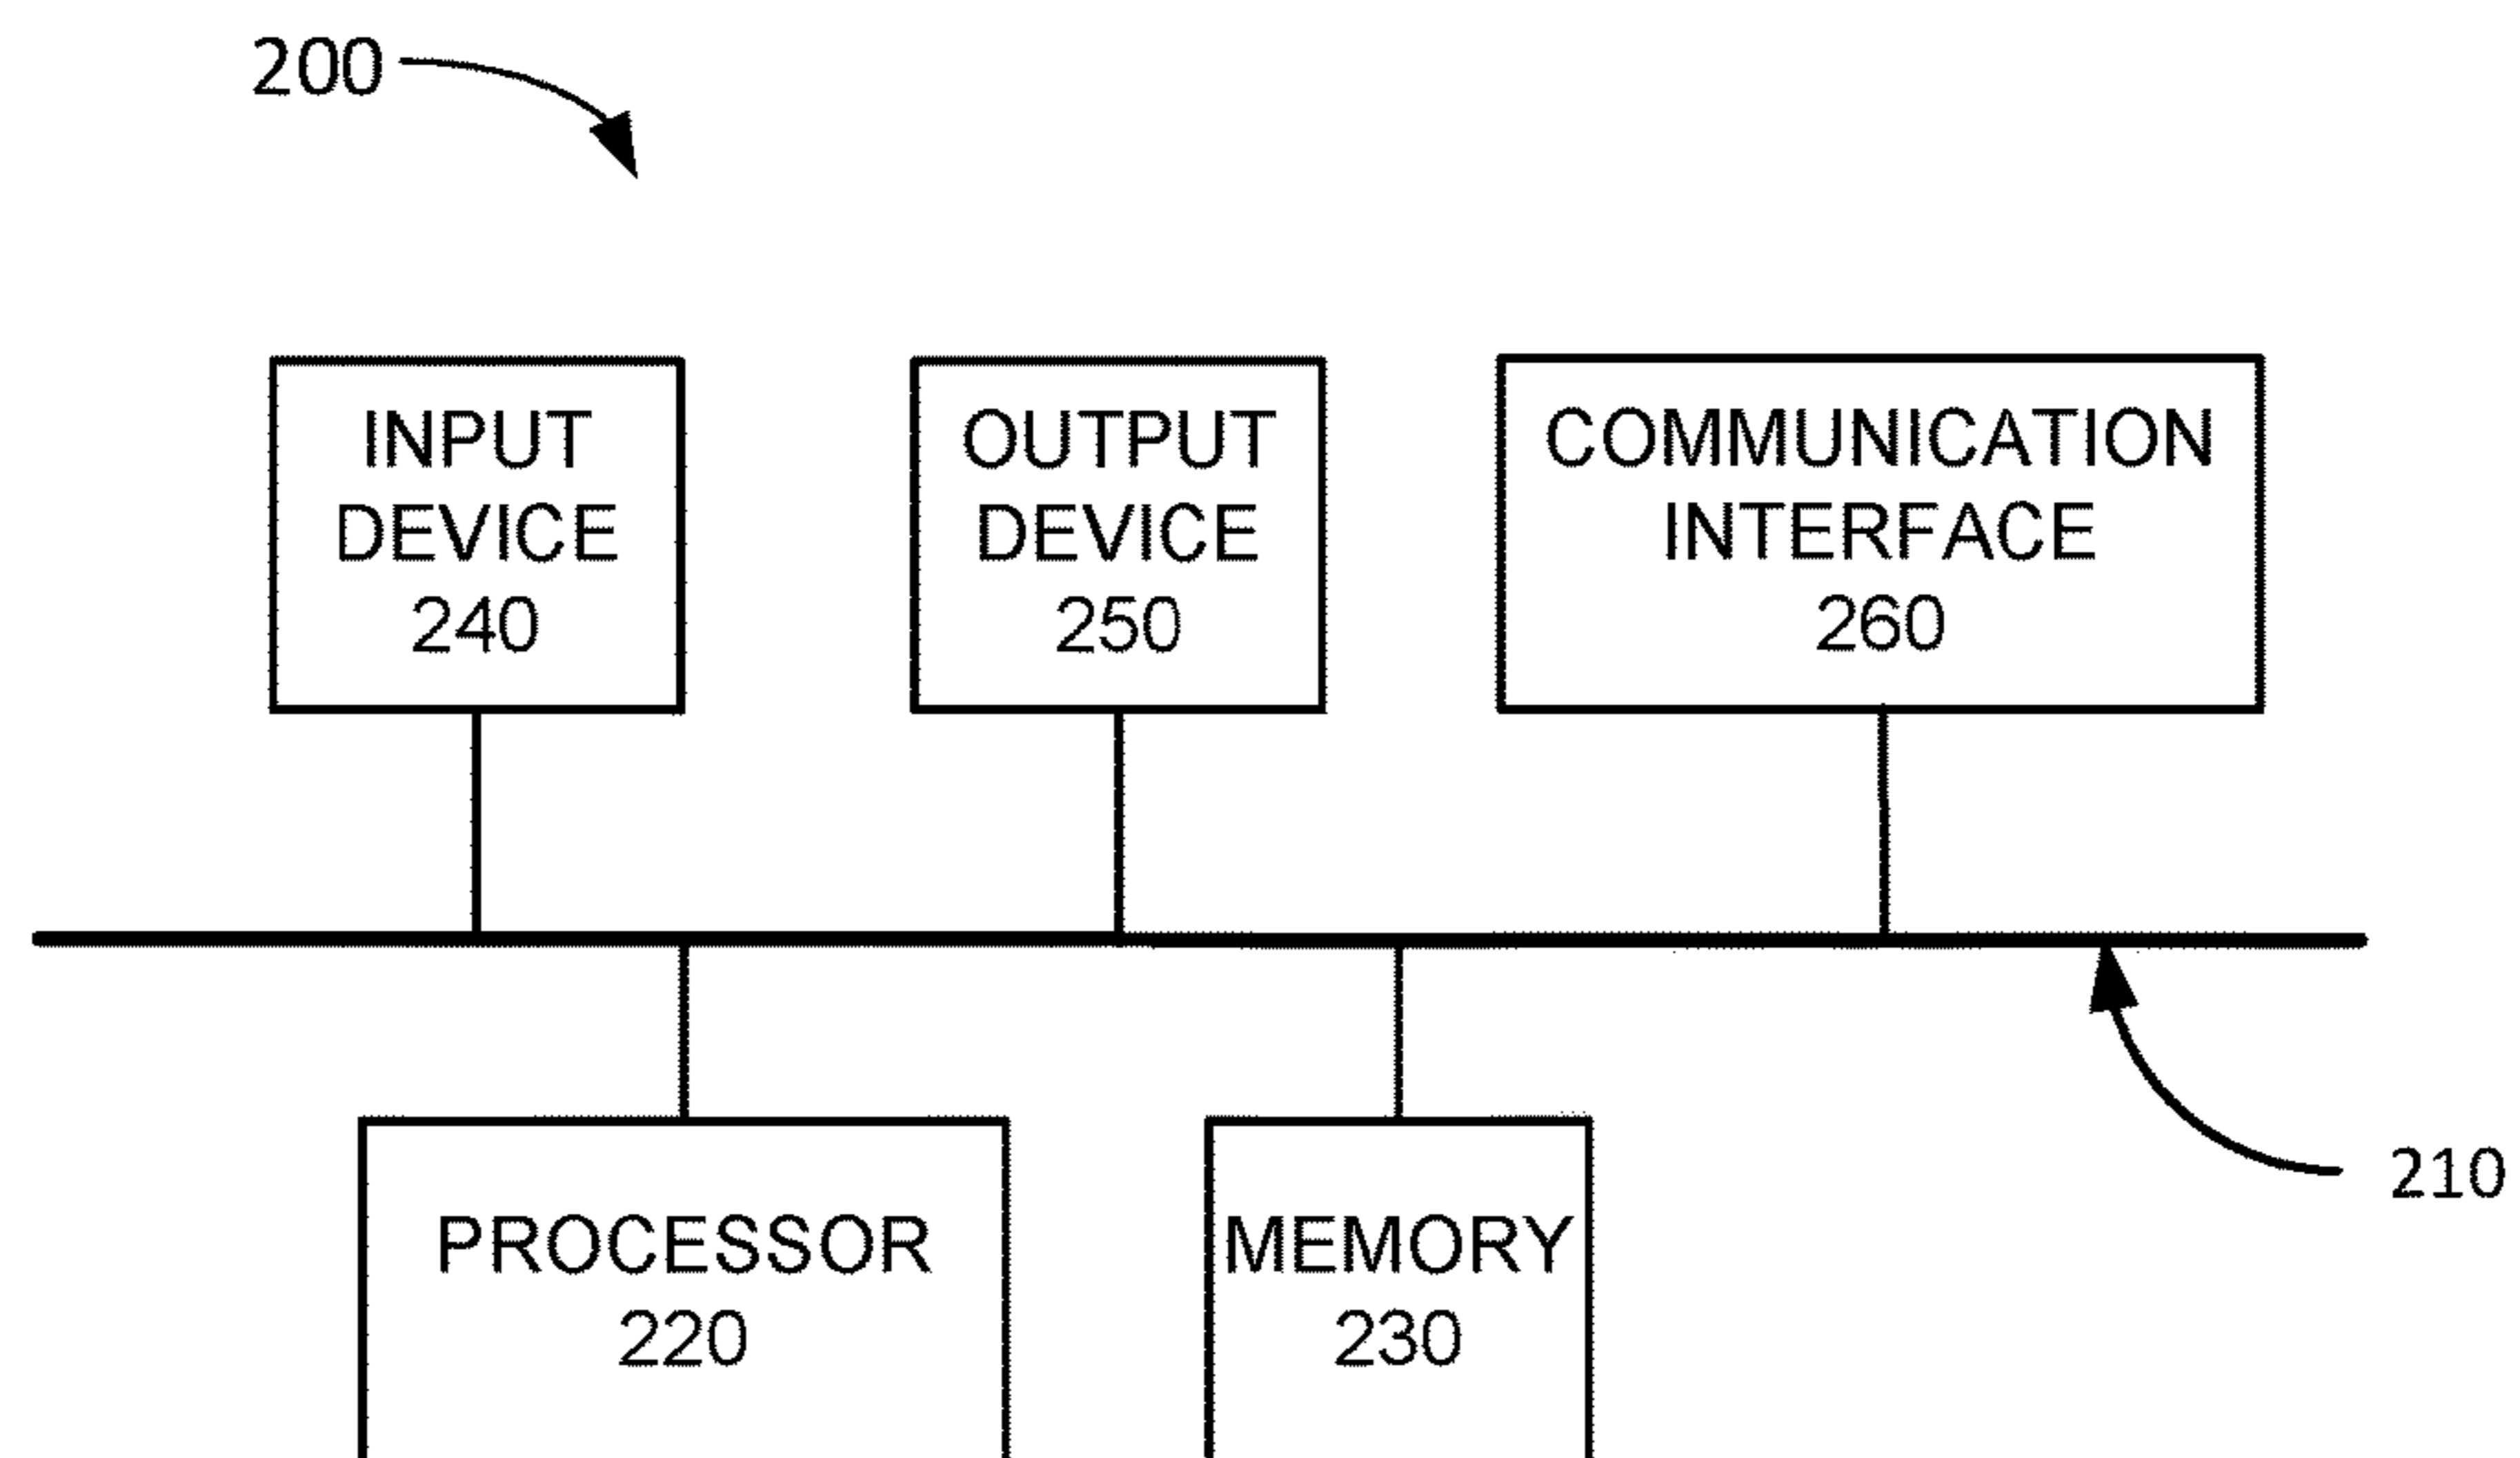 200
INPUT
DEVICE
240
OUTPUT
DEVICE
250
COMMUNICATION
INTERFACE
260
PROCESSOR
220
MEMORY
230
210